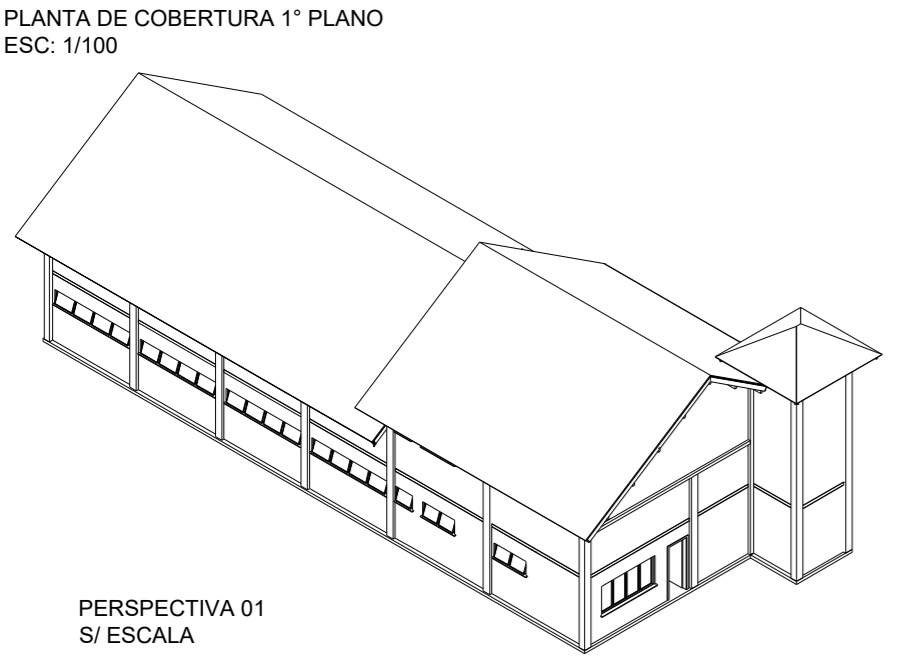 PLANTA DE COBERTURA 1° PLANO
ESC: 1/100
PERSPECTIVA 01
S/ ESCALA